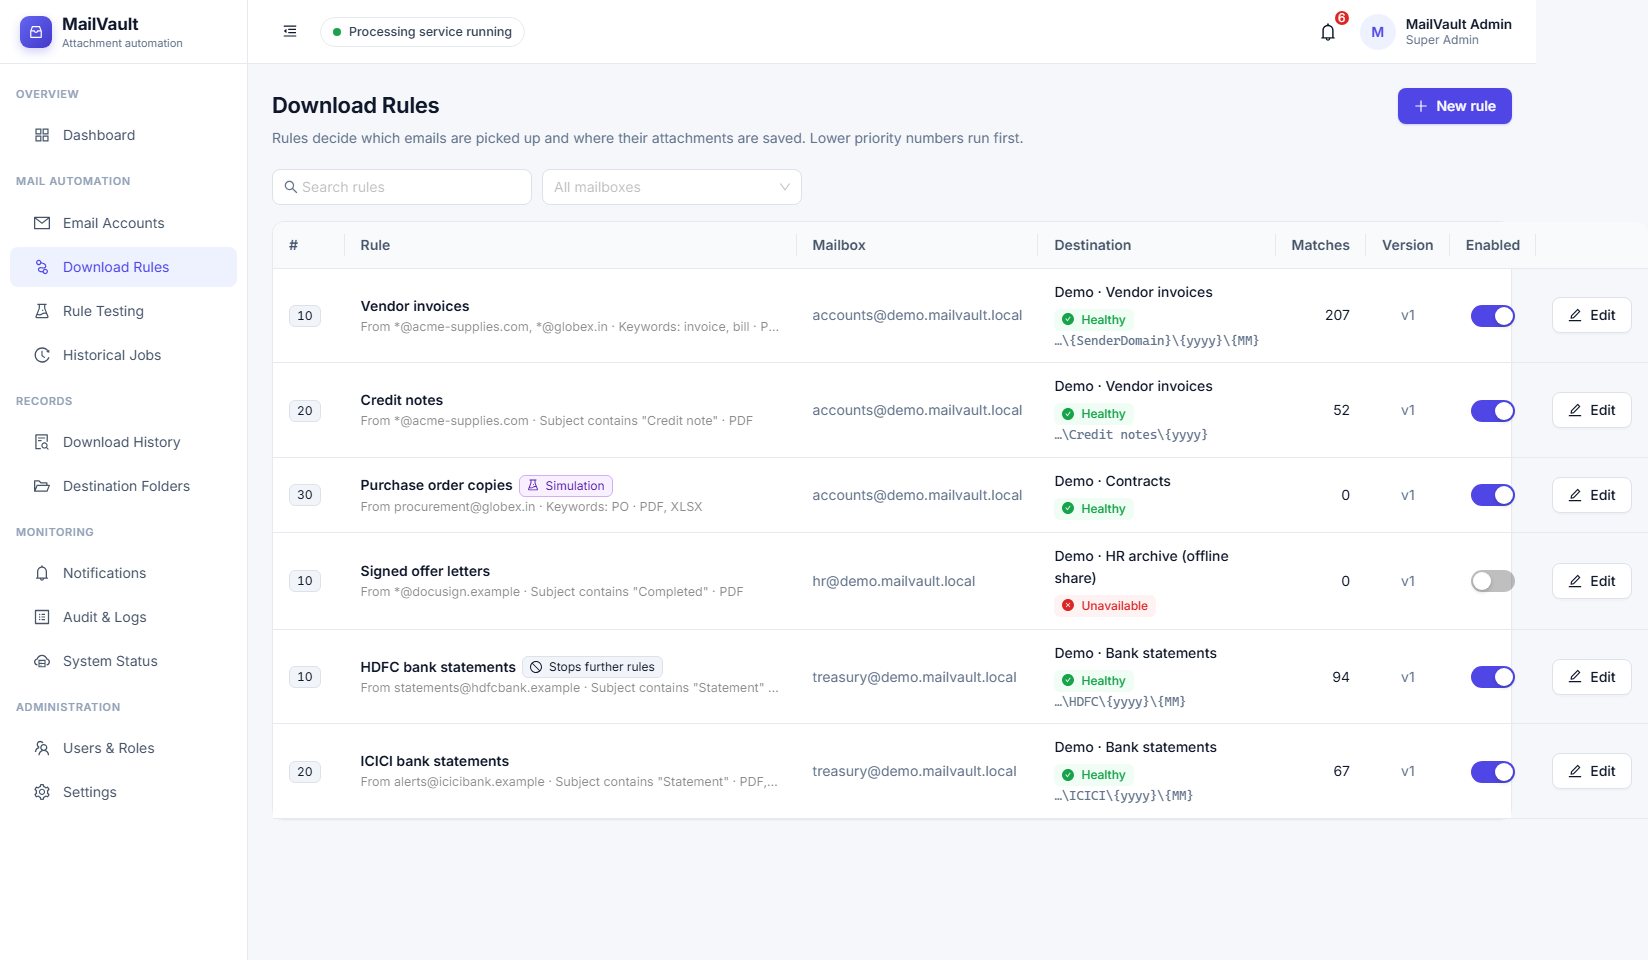 MailVault
Attachment automation
Processing service running
6
M
MailVault Admin
Super Admin
OVERVIEW
Dashboard
MAIL AUTOMATION
Email Accounts
Download Rules
Rule Testing
Historical Jobs
RECORDS
Download History
Destination Folders
MONITORING
Notifications
Audit & Logs
System Status
ADMINISTRATION
Users & Roles
Settings
Download Rules
New rule
Rules decide which emails are picked up and where their attachments are saved. Lower priority numbers run first.
Search rules
All mailboxes
# Rule Mailbox Destination Matches Version Enabled
10
Vendor invoices
From *@acme-supplies.com, *@globex.in · Keywords: invoice, bill · P...
accounts@demo.mailvault.local
Demo · Vendor invoices
Healthy
…\{SenderDomain}\{yyyy}\{MM}
207
v1
Edit
20
Credit notes
From *@acme-supplies.com · Subject contains "Credit note" · PDF
accounts@demo.mailvault.local
Demo · Vendor invoices
Healthy
…\Credit notes\{yyyy}
52
v1
Edit
30
Purchase order copies Simulation
From procurement@globex.in · Keywords: PO · PDF, XLSX
accounts@demo.mailvault.local
Demo · Contracts
Healthy
0
v1
Edit
10
Signed offer letters
From *@docusign.example · Subject contains "Completed" · PDF
hr@demo.mailvault.local
Demo · HR archive (offline
share)
Unavailable
0
v1
Edit
10
HDFC bank statements Stops further rules
From statements@hdfcbank.example · Subject contains "Statement" ...
treasury@demo.mailvault.local
Demo · Bank statements
Healthy
…\HDFC\{yyyy}\{MM}
94
v1
Edit
20
ICICI bank statements
From alerts@icicibank.example · Subject contains "Statement" · PDF,...
treasury@demo.mailvault.local
Demo · Bank statements
Healthy
…\ICICI\{yyyy}\{MM}
67
v1
Edit